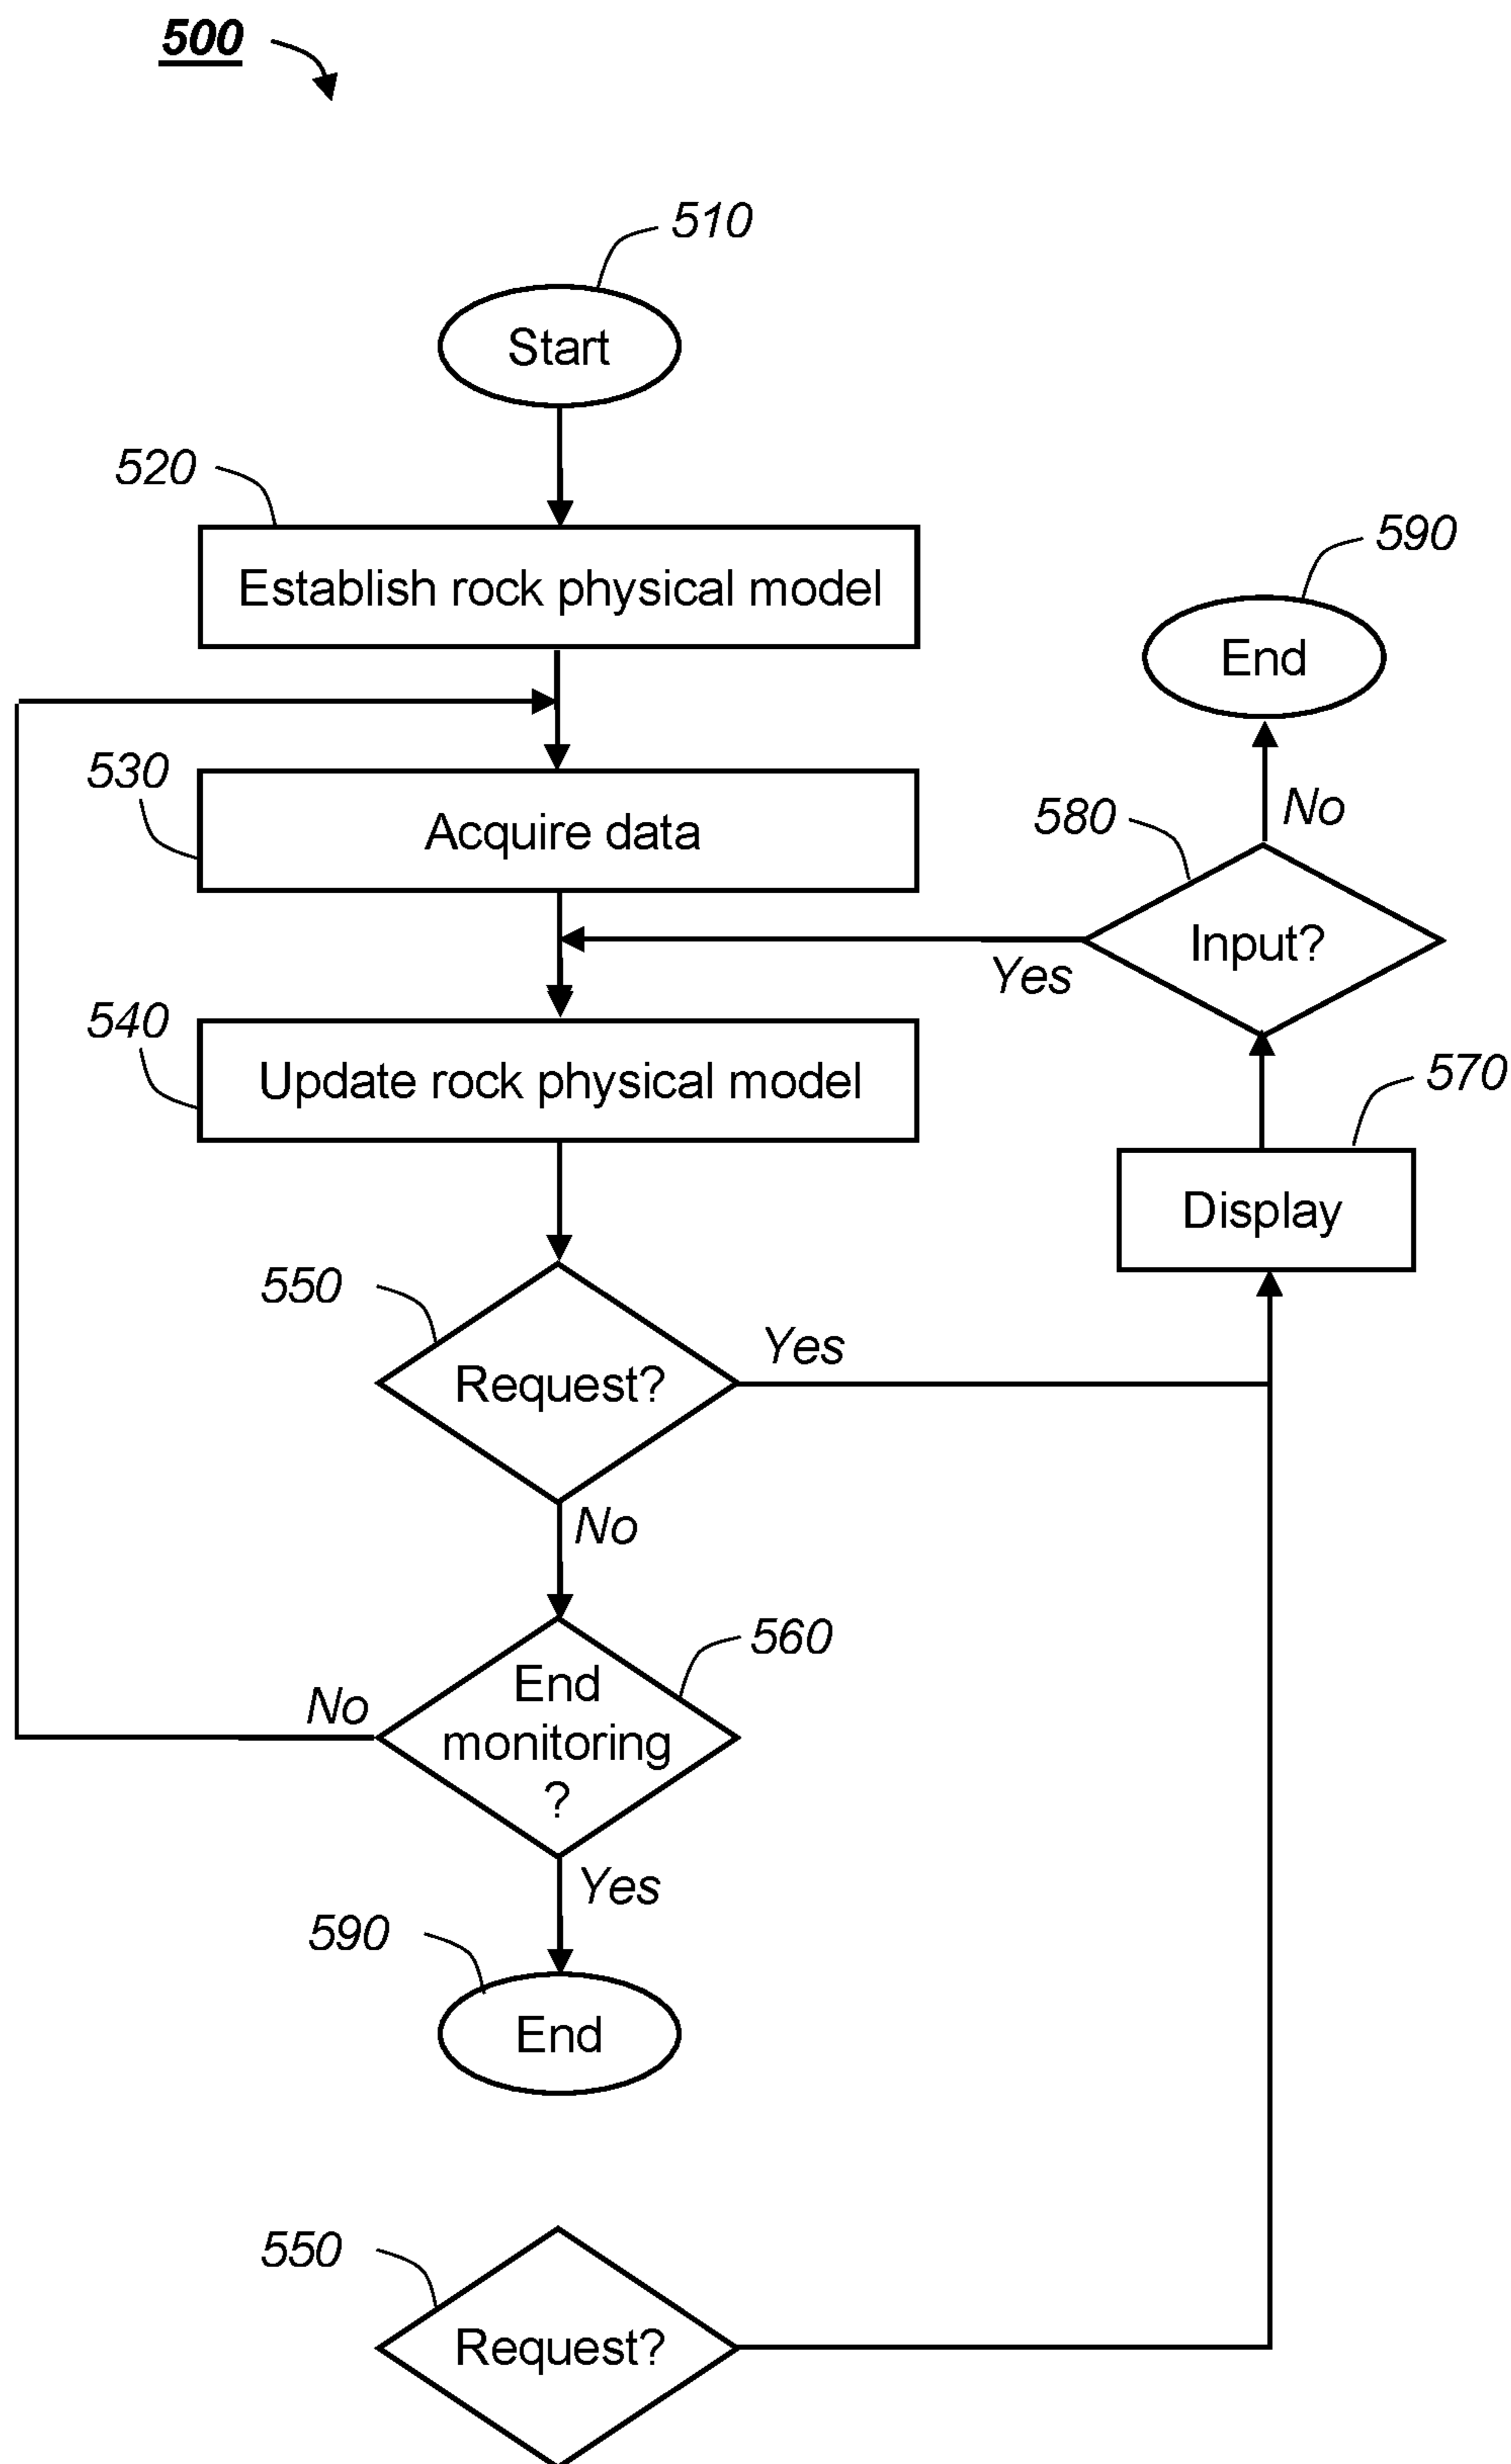 500
510
Start
520
Establish rock physical model
590
End
530
Acquire data
580
No
Input?
Yes
540
Update rock physical model
570
Display
550
Request?
Yes
No
560
End
monitoring
?
No
Yes
590
End
550
Request?